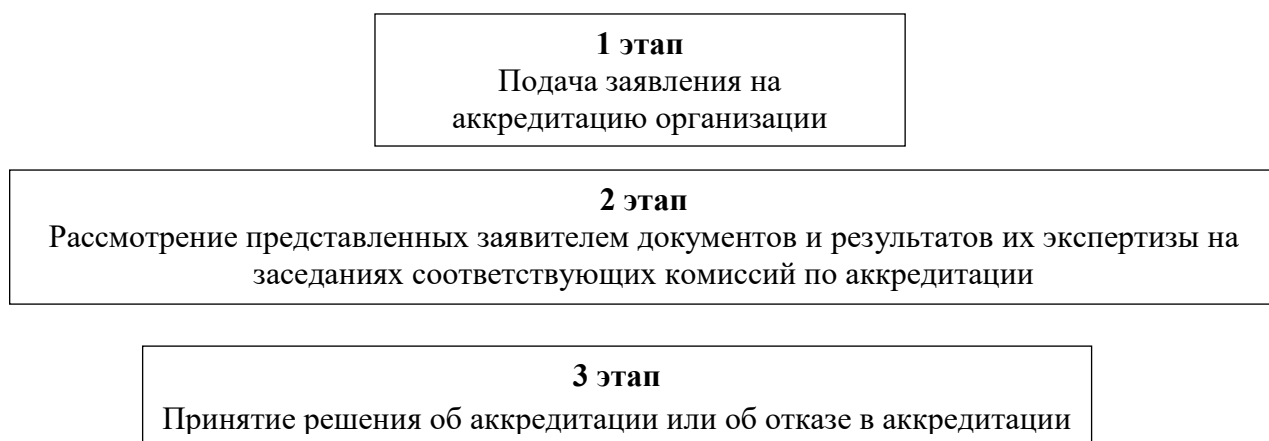 1 этап
Подача заявления на
аккредитацию организации
2 этап
Рассмотрение представленных заявителем документов и результатов их экспертизы на
заседаниях соответствующих комиссий по аккредитации
3 этап
Принятие решения об аккредитации или об отказе в аккредитации